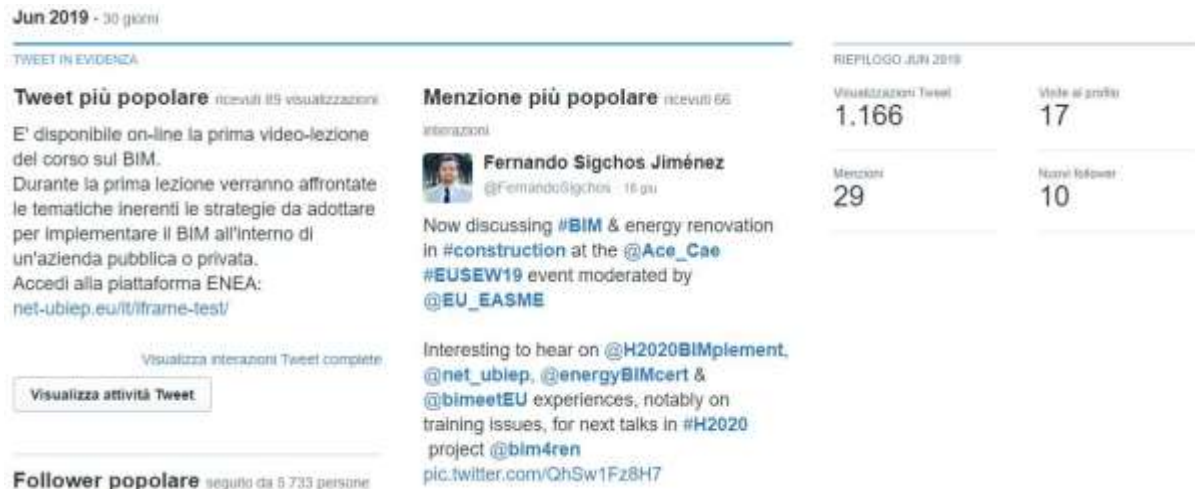 Jun 2019 - 30 giorni
TWEET IN EVIDENZA
Tweet più popolare ricevuti 89 visualizzazioni
E' disponibile on-line la prima video-lezione
del corso sul BIM.
Durante la prima lezione verranno affrontate
le tematiche inerenti le strategie da adottare
per implementare il BIM all'interno di
un'azienda pubblica o privata.
Accedi alla piattaforma ENEA:
net-ubiep.eu/it/iframe-test/
Visualizza interazioni Tweet complete
Visualizza attività Tweet
Follower popolare seguito da 5.733 persone
Menzione più popolare ricevuti 66
interazioni
Fernando Sigchos Jiménez
@FernandoSigchos · 18 giu
Now discussing #BIM & energy renovation
in #construction at the @Ace_Cae
#EUSEW19 event moderated by
@EU_EASME
Interesting to hear on @H2020BIMplement,
@net_ubiep, @energyBIMcert &
@bimeetEU experiences, notably on
training issues, for next talks in #H2020
project @bim4ren
pic.twitter.com/QhSw1Fz8H7
RIEPILOGO JUN 2019
Visualizzazioni Tweet
1.166
Visite al profilo
17
Menzioni
29
Nuovi follower
10